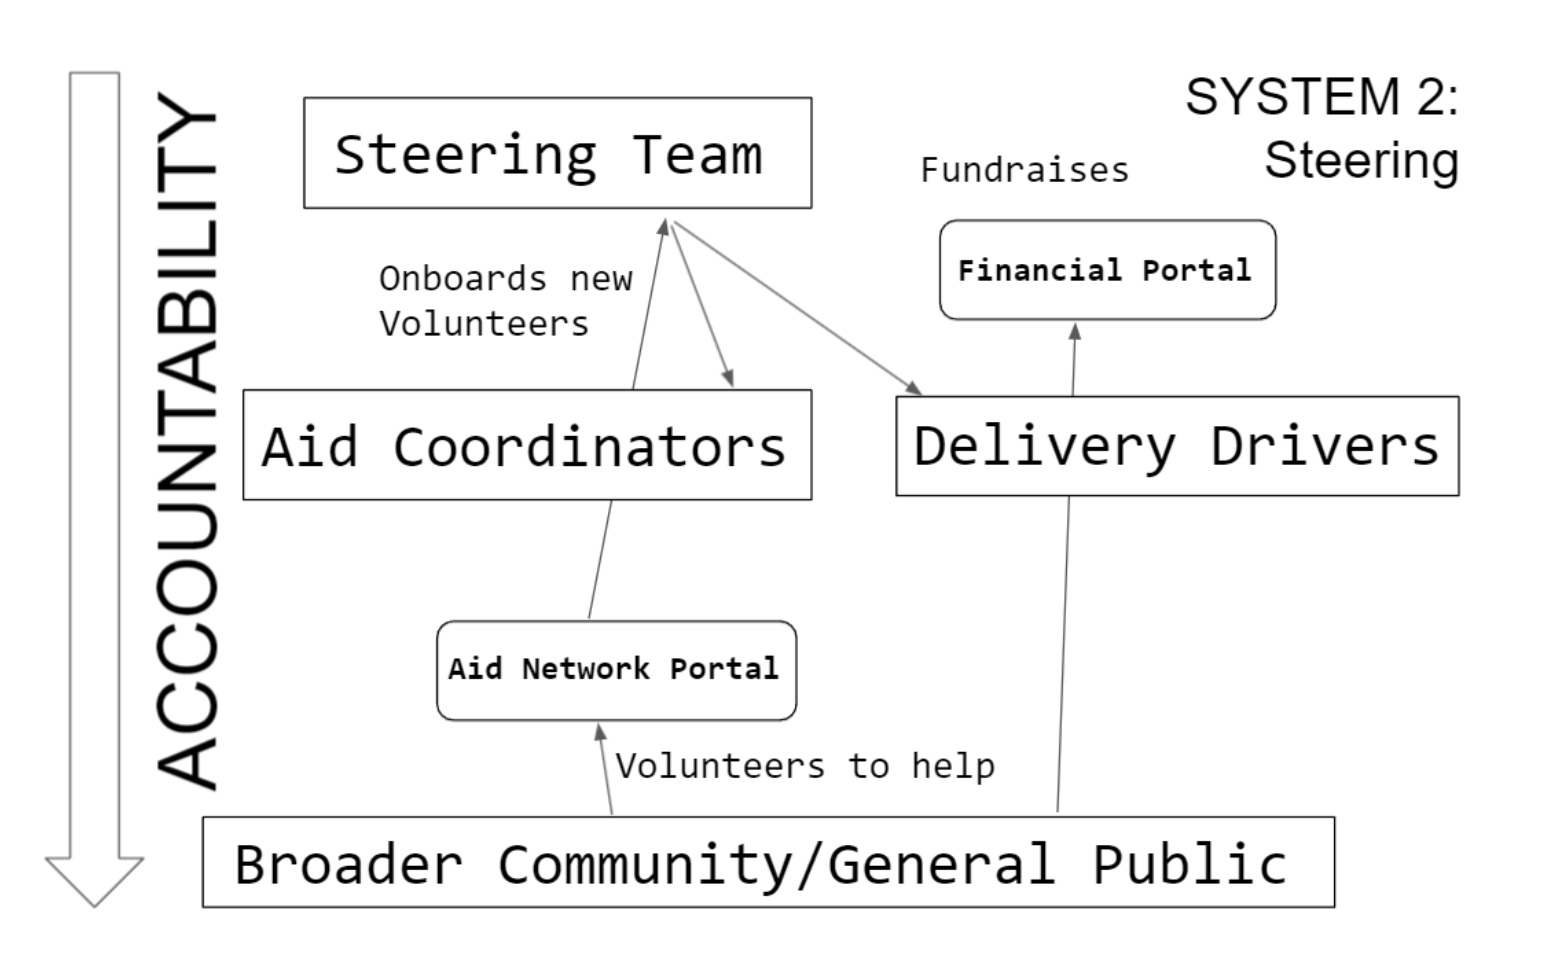 SYSTEM 2:
Steering
ACCOUNTABILITY
Steering Team
Fundraises
Financial Portal
Onboards new
Volunteers
Aid Coordinators
Delivery Drivers
Aid Network Portal
Volunteers to help
Broader Community/General Public